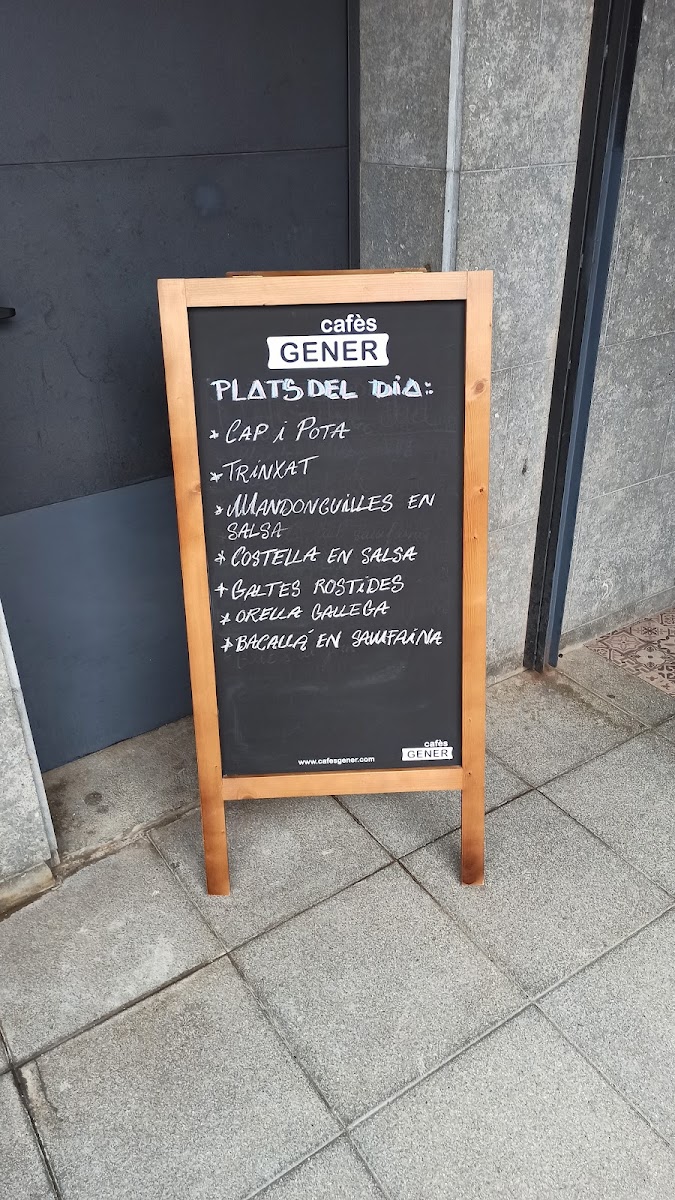 cafès
GENER
PLATS DEL DIA:
* CAP i POTA
* TRiNXAT
* MANDONGUiLLES EN
SALSA
* COSTELLA EN SALSA
* GALTES ROSTiDES
* ORELLA GALLEGA
* BACALLÁ EN SAMFAiNA
www.cafesgener.com
cafès
GENER